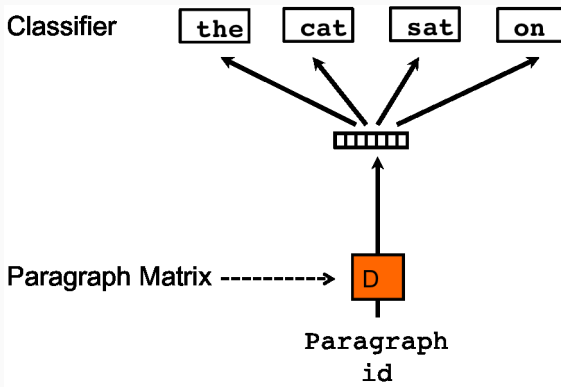 Classifier the cat sat on
Paragraph Matrix D
Paragraph
id